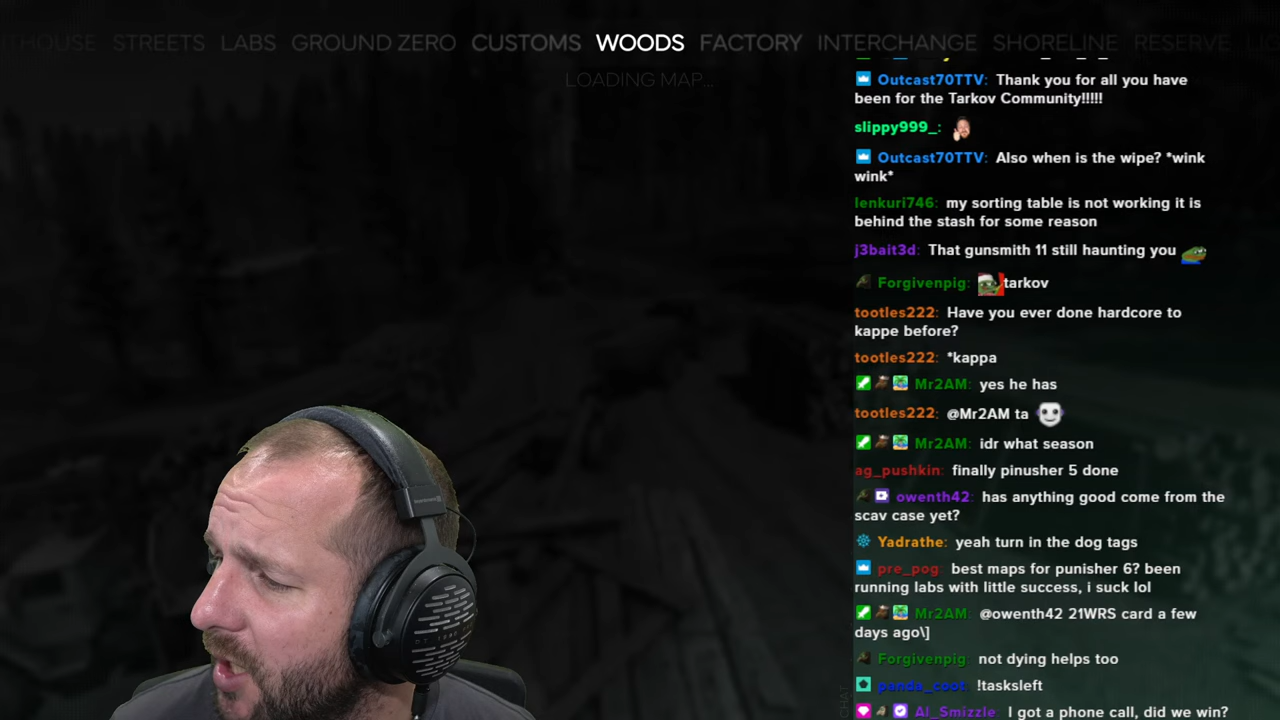 THOUSE STREETS LABS GROUND ZERO CUSTOMS WOODS FACTORY INTERCHANGE SHORELINE RESERVE LIG
LOADING MAP...
Outcast70TTV: Thank you for all you have
been for the Tarkov Community!!!!!
slippy999_:
Outcast70TTV: Also when is the wipe? *wink
wink*
lenkuri746: my sorting table is not working it is
behind the stash for some reason
j3bait3d: That gunsmith 11 still haunting you
Forgivenpig: tarkov
tootles222: Have you ever done hardcore to
kappe before?
tootles222: *kappa
Mr2AM: yes he has
tootles222: @Mr2AM ta
Mr2AM: idr what season
ag_pushkin: finally pinusher 5 done
owenth42: has anything good come from the
scav case yet?
Yadrathe: yeah turn in the dog tags
pre_pog: best maps for punisher 6? been
running labs with little success, i suck lol
Mr2AM: @owenth42 21WRS card a few
days ago\]
Forgivenpig: not dying helps too
panda_coot: !tasksleft
CHAT
Al_Smizzle: I got a phone call, did we win?